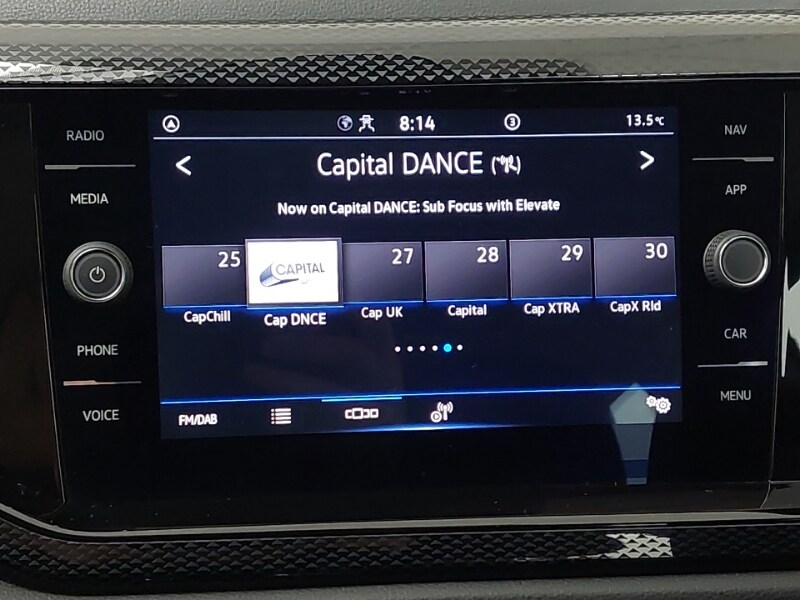 RADIO
MEDIA
PHONE
VOICE
8:14
3
13.5°C
< Capital DANCE >
Now on Capital DANCE: Sub Focus with Elevate
25 27 28 29 30
CAPITAL
CapChill Cap DNCE Cap UK Capital Cap XTRA CapX Rld
FM/DAB
NAV
APP
CAR
MENU